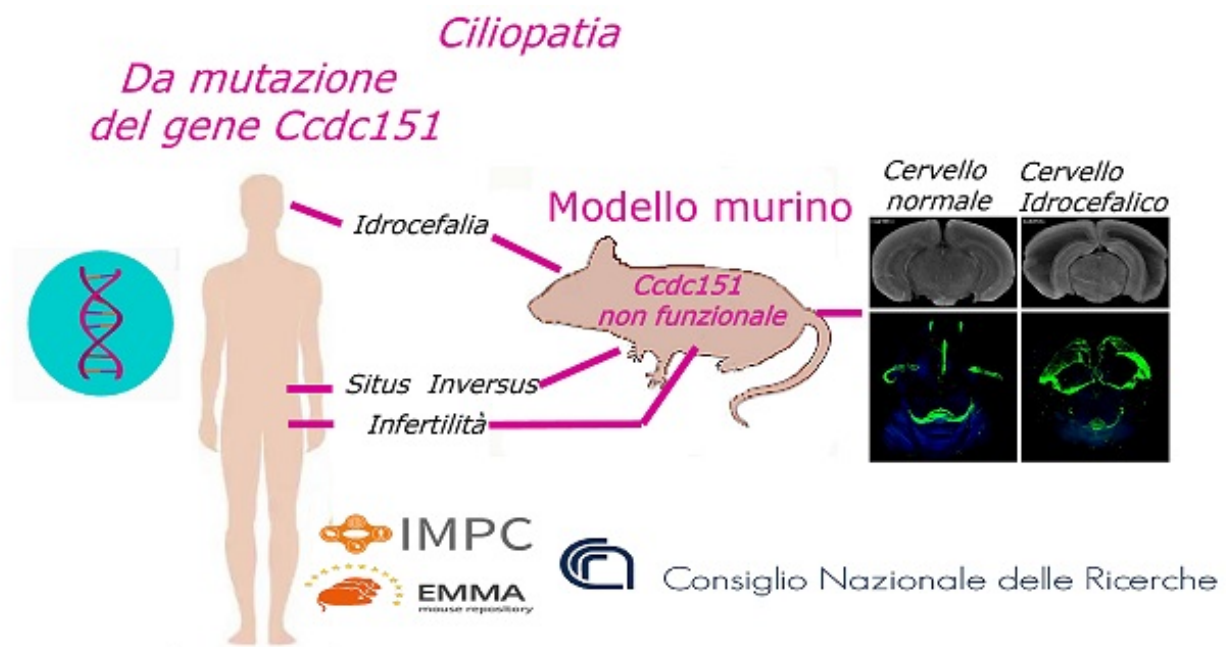 Ciliopatia
Da mutazione
del gene Ccdc151
Idrocefalia
Situs Inversus
Infertilità
Modello murino
Ccdc151
non funzionale
Cervello
normale
Cervello
Idrocefalico
IMPC
EMMA
mouse repository
Consiglio Nazionale delle Ricerche